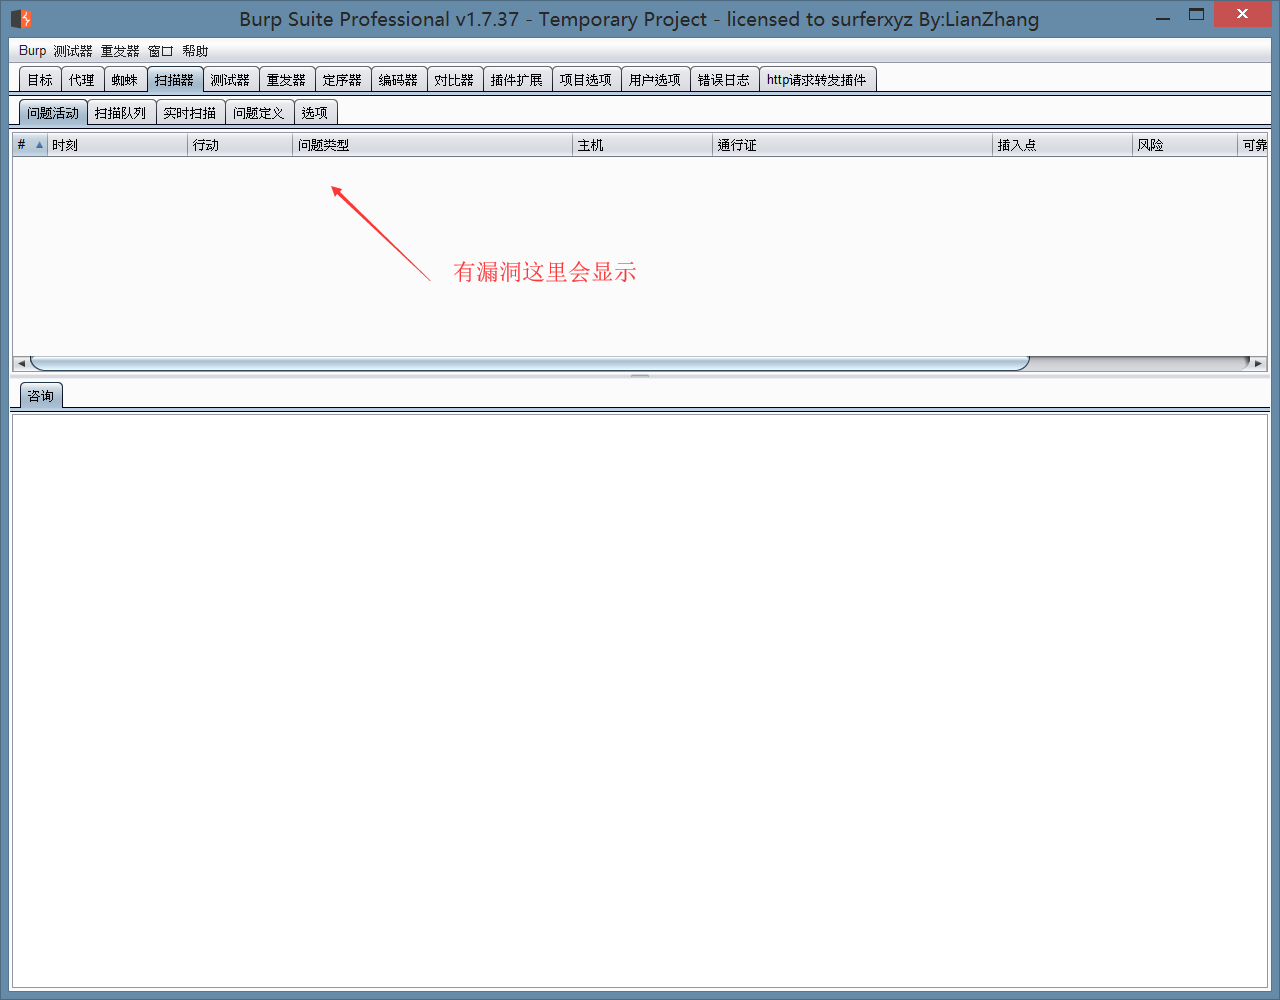 Burp Suite Professional v1.7.37 - Temporary Project - licensed to surferxyz By:LianZhang
Burp 测试器 重发器 窗口 帮助
目标 代理 蜘蛛 扫描器 测试器 重发器 定序器 编码器 对比器 插件扩展 项目选项 用户选项 错误日志 http请求转发插件
问题活动 扫描队列 实时扫描 问题定义 选项
# 时刻 行动 问题类型 主机 通行证 插入点 风险 可靠
有漏洞这里会显示
咨询